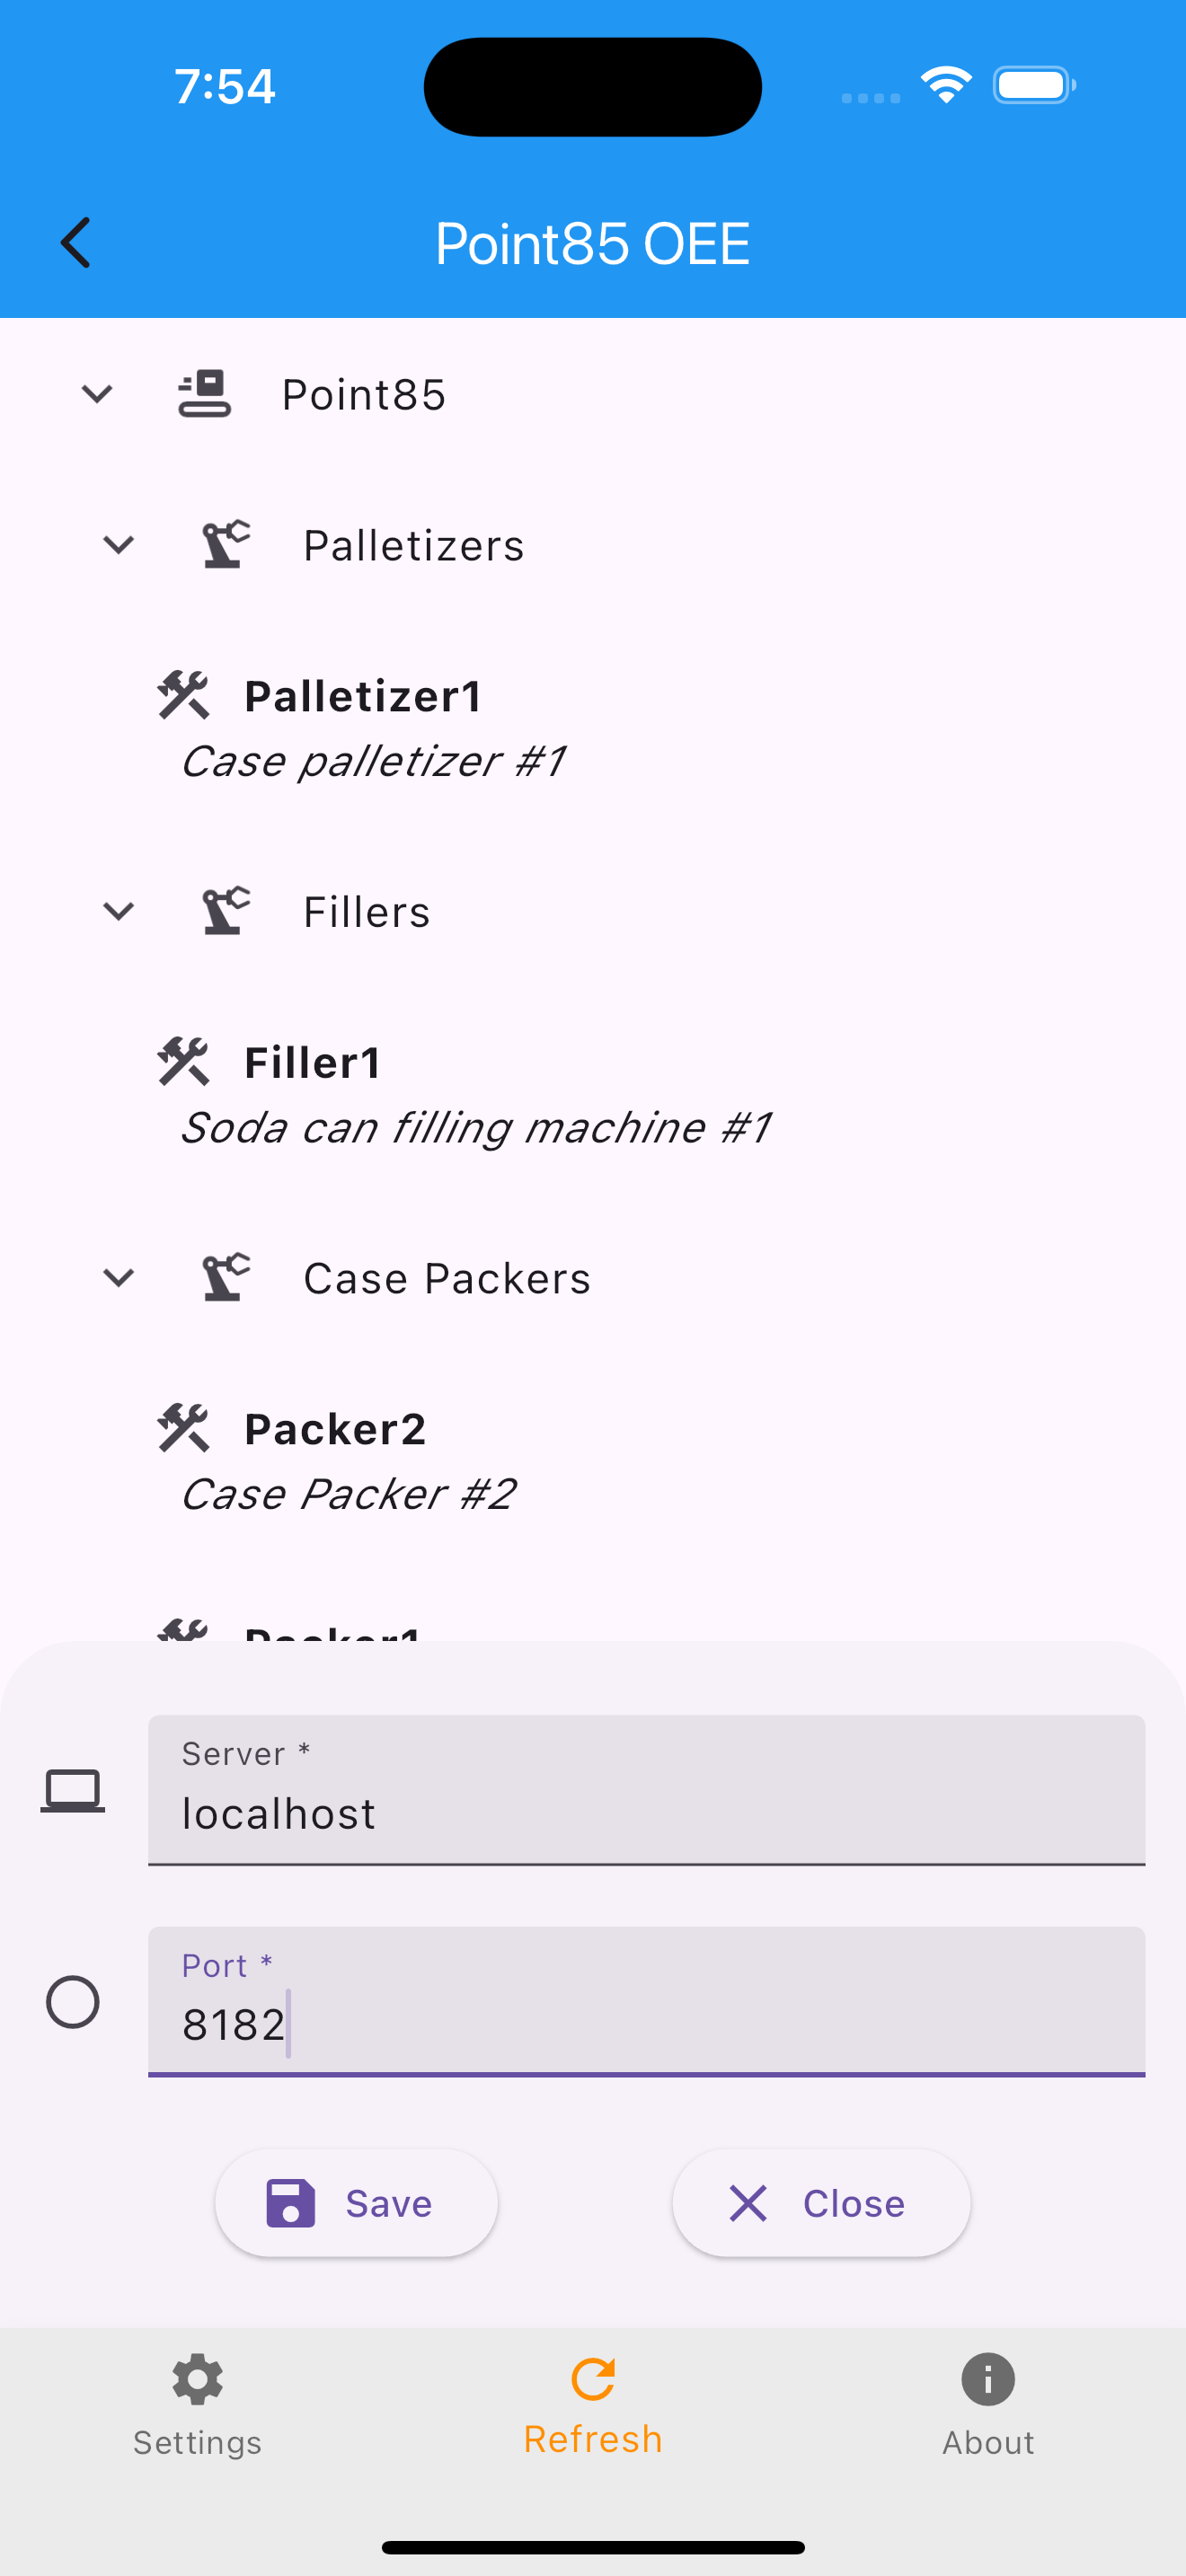 7:54
Point85 OEE
Point85
Palletizers
Palletizer1
Case palletizer #1
Fillers
Filler1
Soda can filling machine #1
Case Packers
Packer2
Case Packer #2
Packer1
Server *
localhost
Port *
8182
Save
Close
Settings
Refresh
About